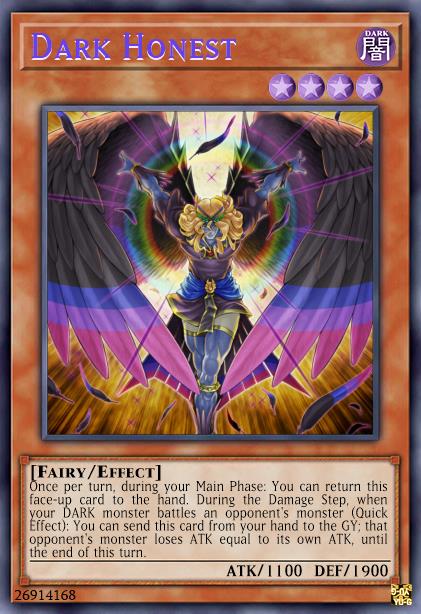 Dark Honest
DARK
闇
[Fairy/Effect]
Once per turn, during your Main Phase: You can return this
face-up card to the hand. During the Damage Step, when
your DARK monster battles an opponent's monster (Quick
Effect): You can send this card from your hand to the GY; that
opponent's monster loses ATK equal to its own ATK, until
the end of this turn.
ATK/1100 DEF/1900
26914168